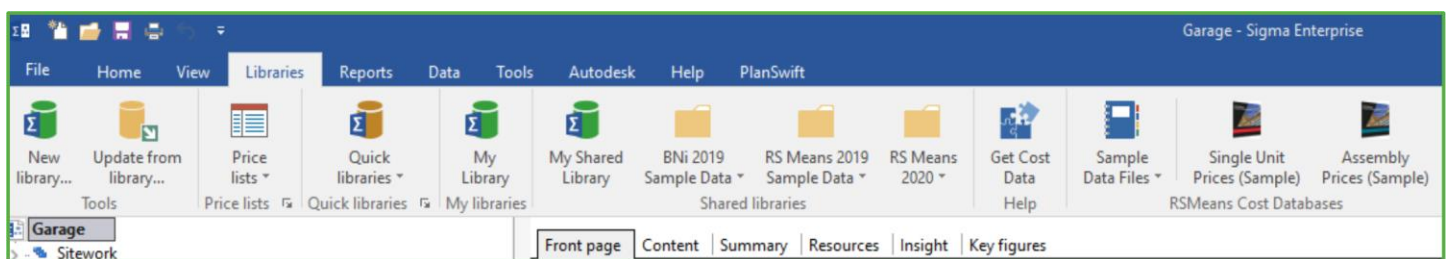 Garage - Sigma Enterprise
File Home View Libraries Reports Data Tools Autodesk Help PlanSwift
New library... Update from library... Price lists Quick libraries My Library My Shared Library BNi 2019 Sample Data RS Means 2019 Sample Data RS Means 2020 Get Cost Data Sample Data Files Single Unit Prices (Sample) Assembly Prices (Sample)
Tools Price lists Quick libraries My libraries Shared libraries Help RSMeans Cost Databases
Garage
Front page Content Summary Resources Insight Key figures
Sitework